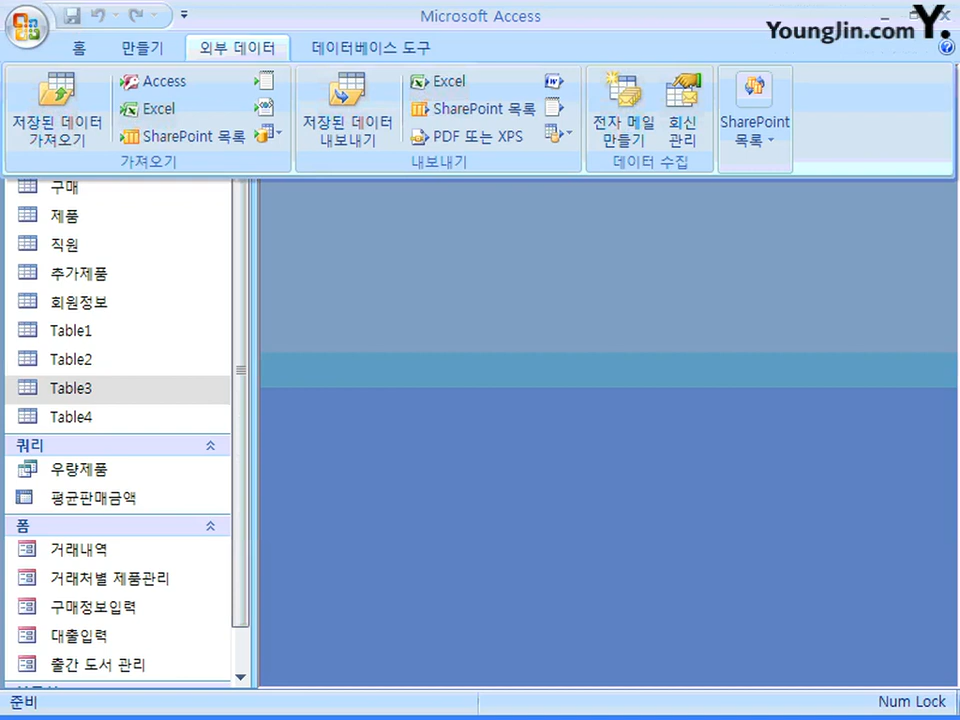 Microsoft Access
YoungJin.com Y.
홈 만들기 외부 데이터 데이터베이스 도구
저장된 데이터 가져오기
Access
Excel
SharePoint 목록
가져오기
저장된 데이터 내보내기
Excel
SharePoint 목록
PDF 또는 XPS
내보내기
전자 메일 만들기
회신 관리
데이터 수집
SharePoint 목록
구매
제품
직원
추가제품
회원정보
Table1
Table2
Table3
Table4
쿼리
우량제품
평균판매금액
폼
거래내역
거래처별 제품관리
구매정보입력
대출입력
출간 도서 관리
준비
Num Lock